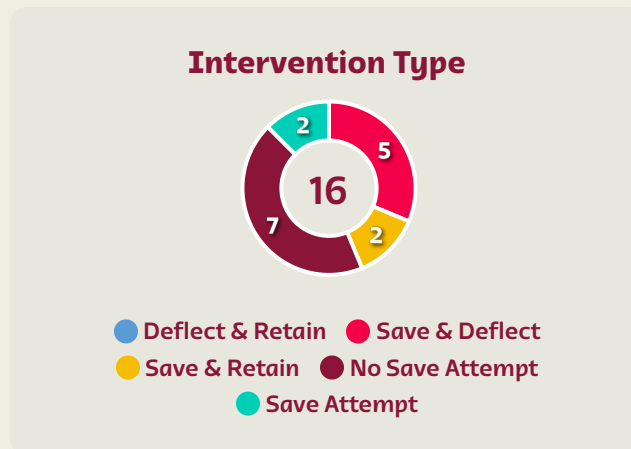 Intervention Type
2
5
16
7
2
Deflect & Retain Save & Deflect
Save & Retain No Save Attempt
Save Attempt